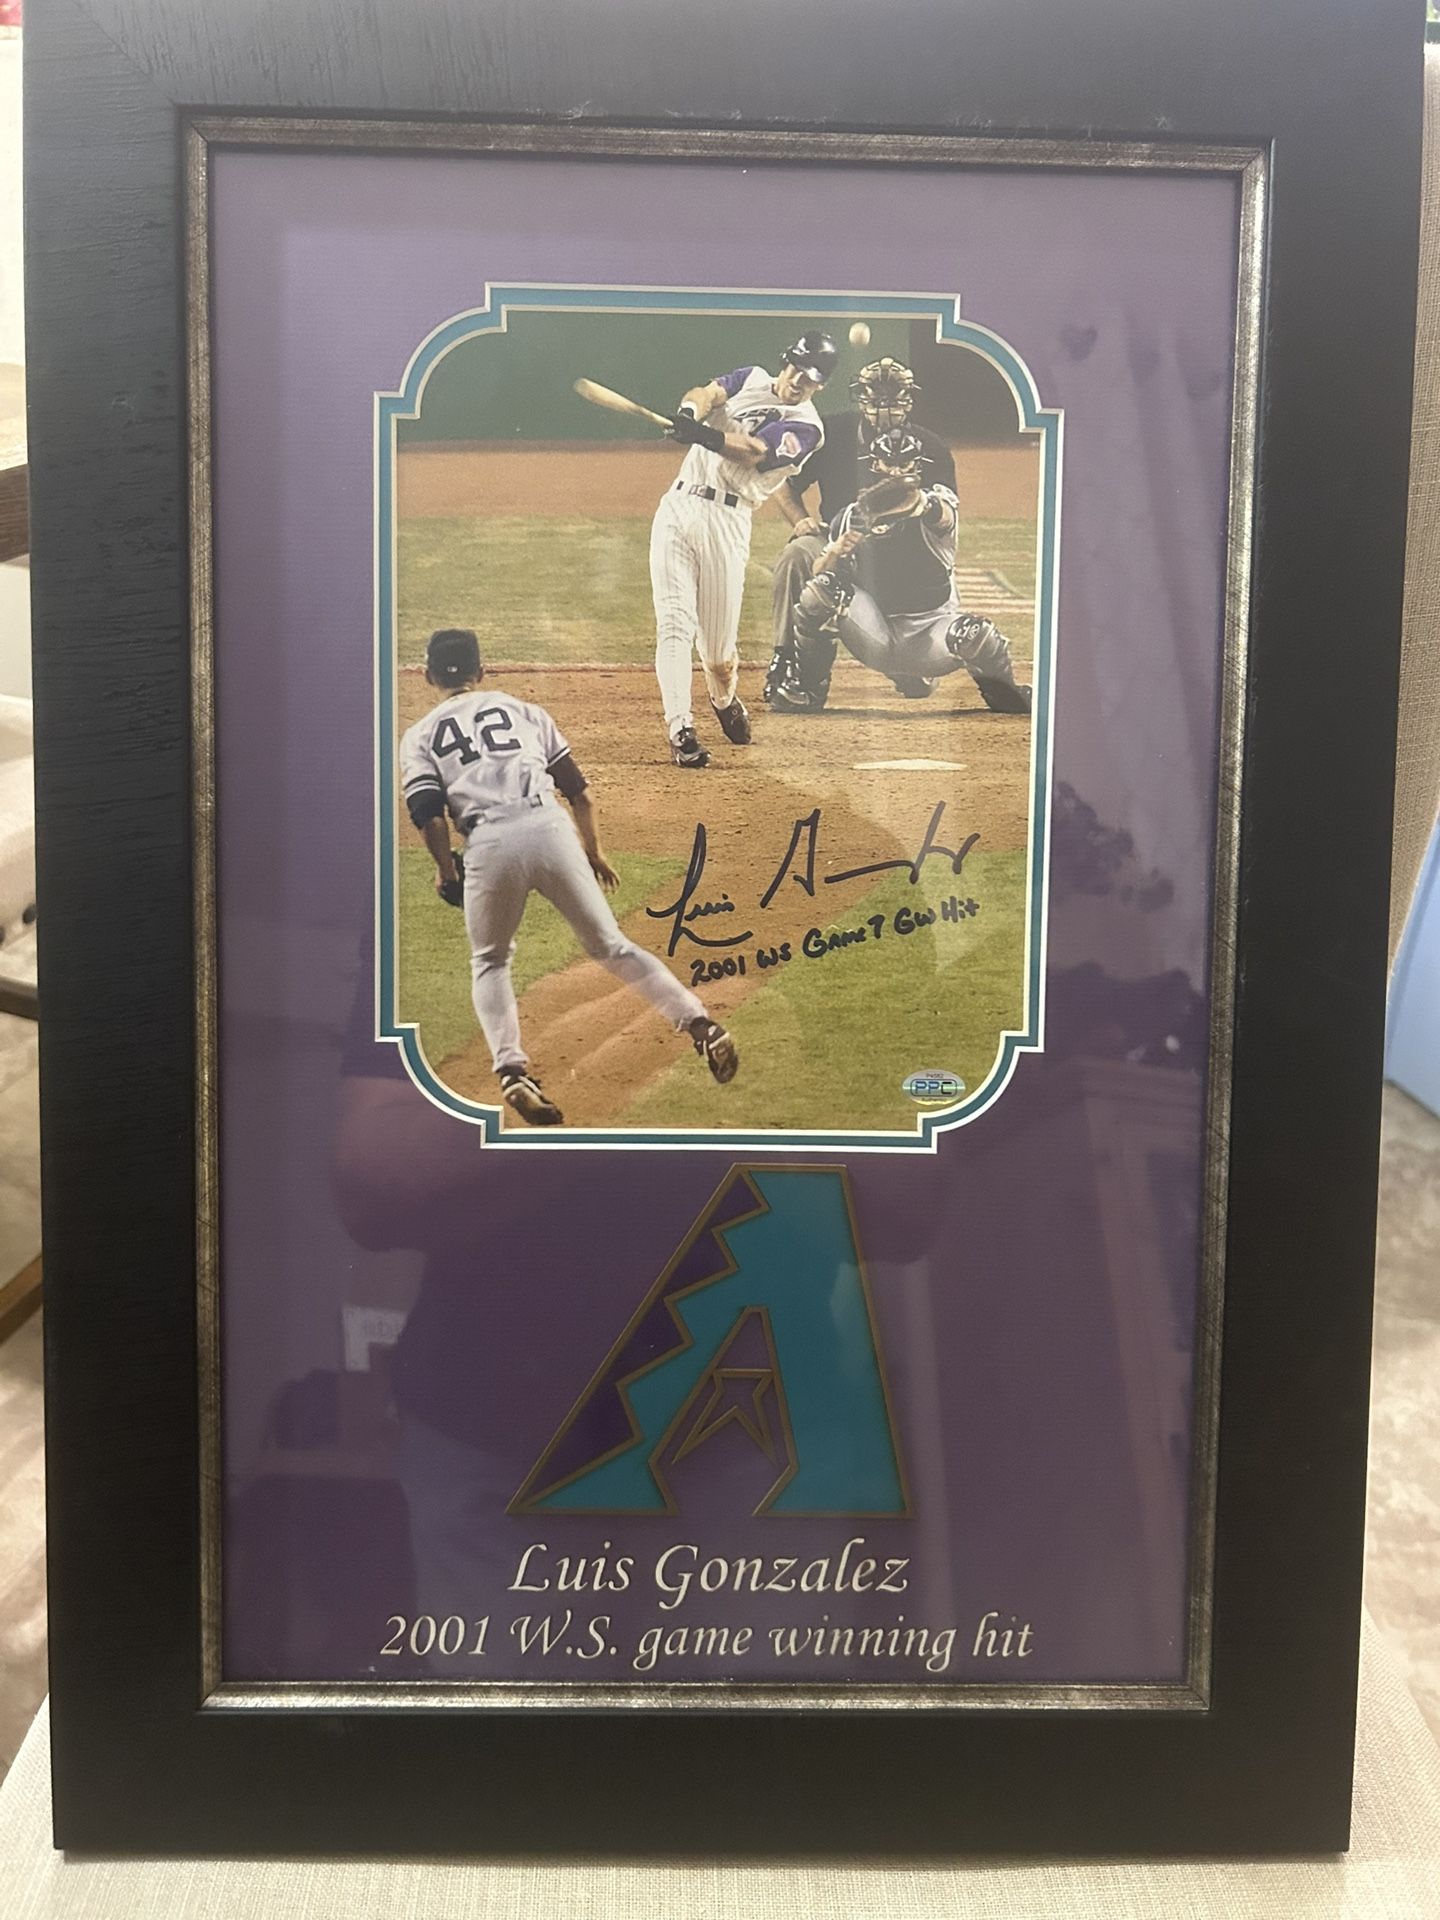 42
Luis Gonzalez
2001 WS Game 7 GW Hit
PPC
Luis Gonzalez
2001 W.S. game winning hit